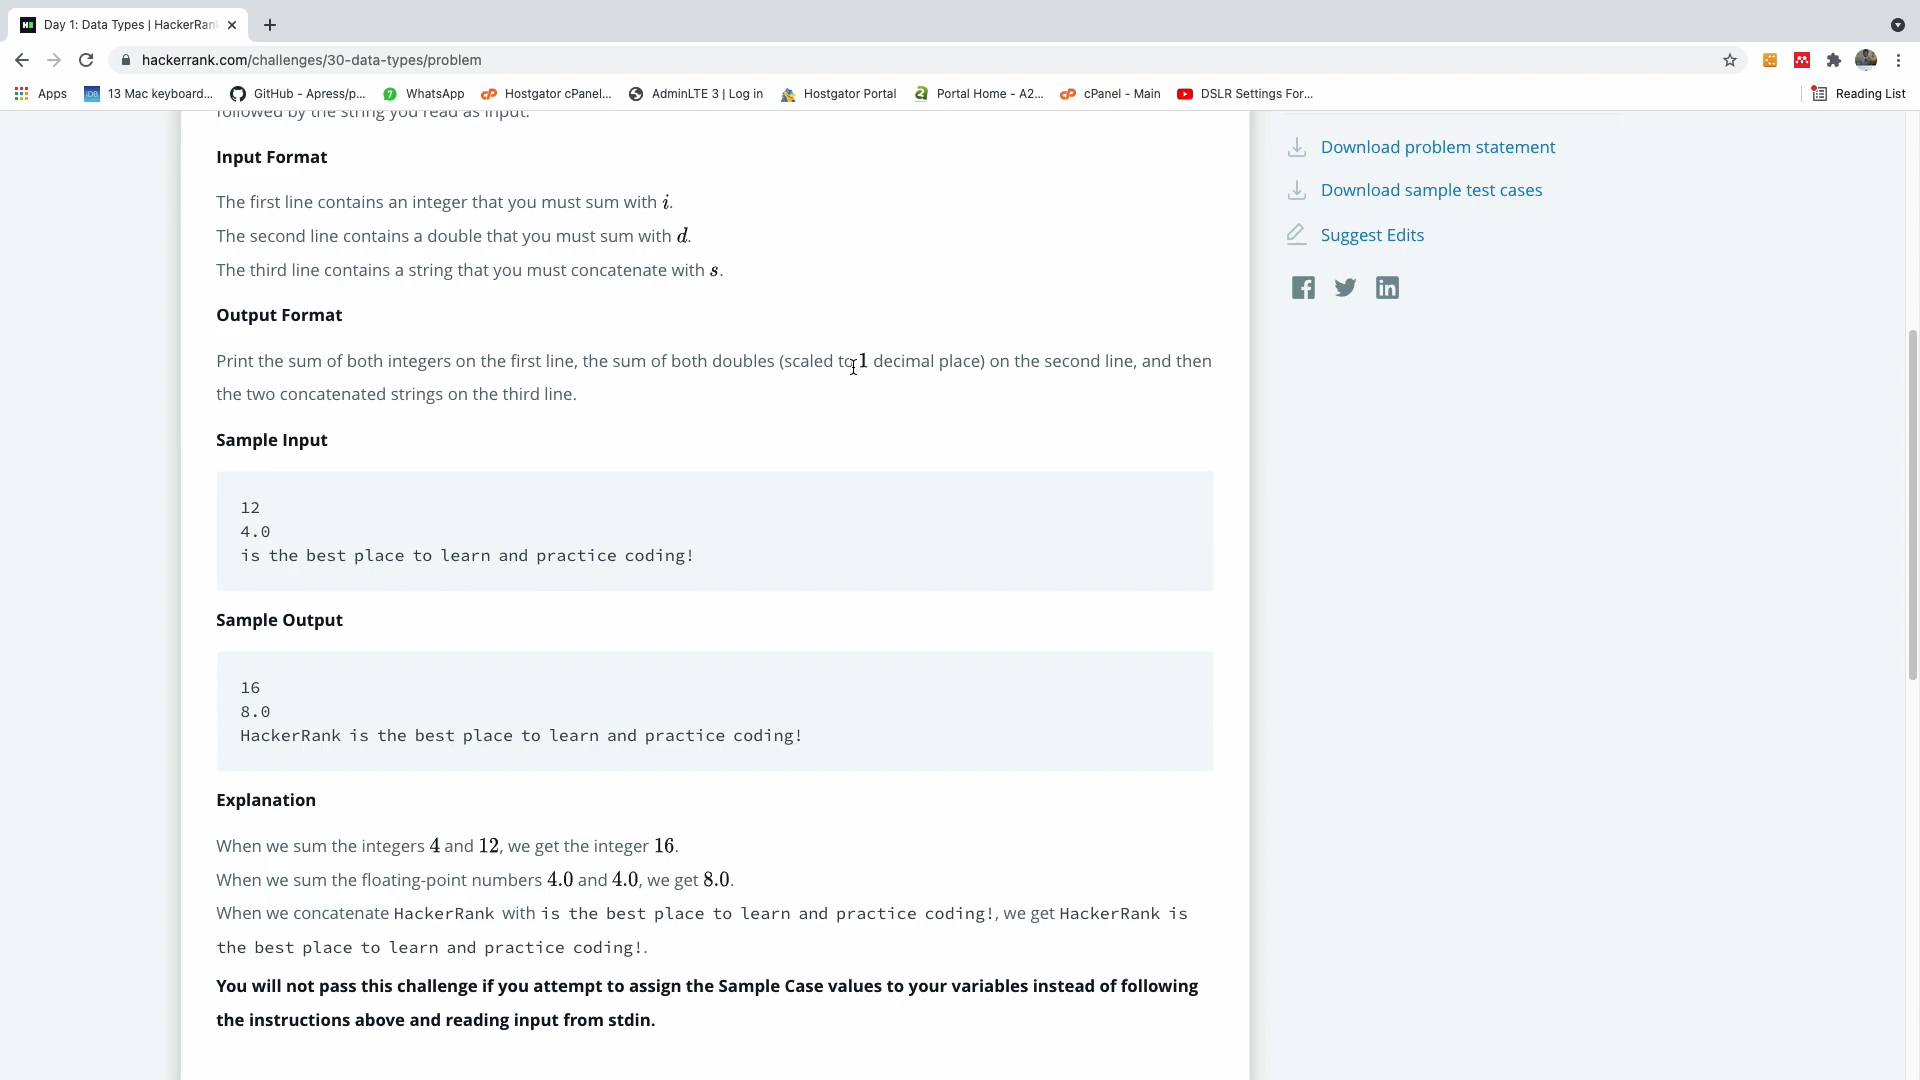 Day 1: Data Types | HackerRan
hackerrank.com/challenges/30-data-types/problem
Apps
13 Mac keyboard...
GitHub - Apress/p...
WhatsApp
Hostgator cPanel...
AdminLTE 3 | Log in
Hostgator Portal
Portal Home - A2...
cPanel - Main
DSLR Settings For...
Reading List
followed by the string you read as input.
Input Format
The first line contains an integer that you must sum with i.
The second line contains a double that you must sum with d.
The third line contains a string that you must concatenate with s.
Output Format
Print the sum of both integers on the first line, the sum of both doubles (scaled to 1 decimal place) on the second line, and then
the two concatenated strings on the third line.
Sample Input
12
4.0
is the best place to learn and practice coding!
Sample Output
16
8.0
HackerRank is the best place to learn and practice coding!
Explanation
When we sum the integers 4 and 12, we get the integer 16.
When we sum the floating-point numbers 4.0 and 4.0, we get 8.0.
When we concatenate HackerRank with is the best place to learn and practice coding!, we get HackerRank is
the best place to learn and practice coding!.
You will not pass this challenge if you attempt to assign the Sample Case values to your variables instead of following
the instructions above and reading input from stdin.
Download problem statement
Download sample test cases
Suggest Edits